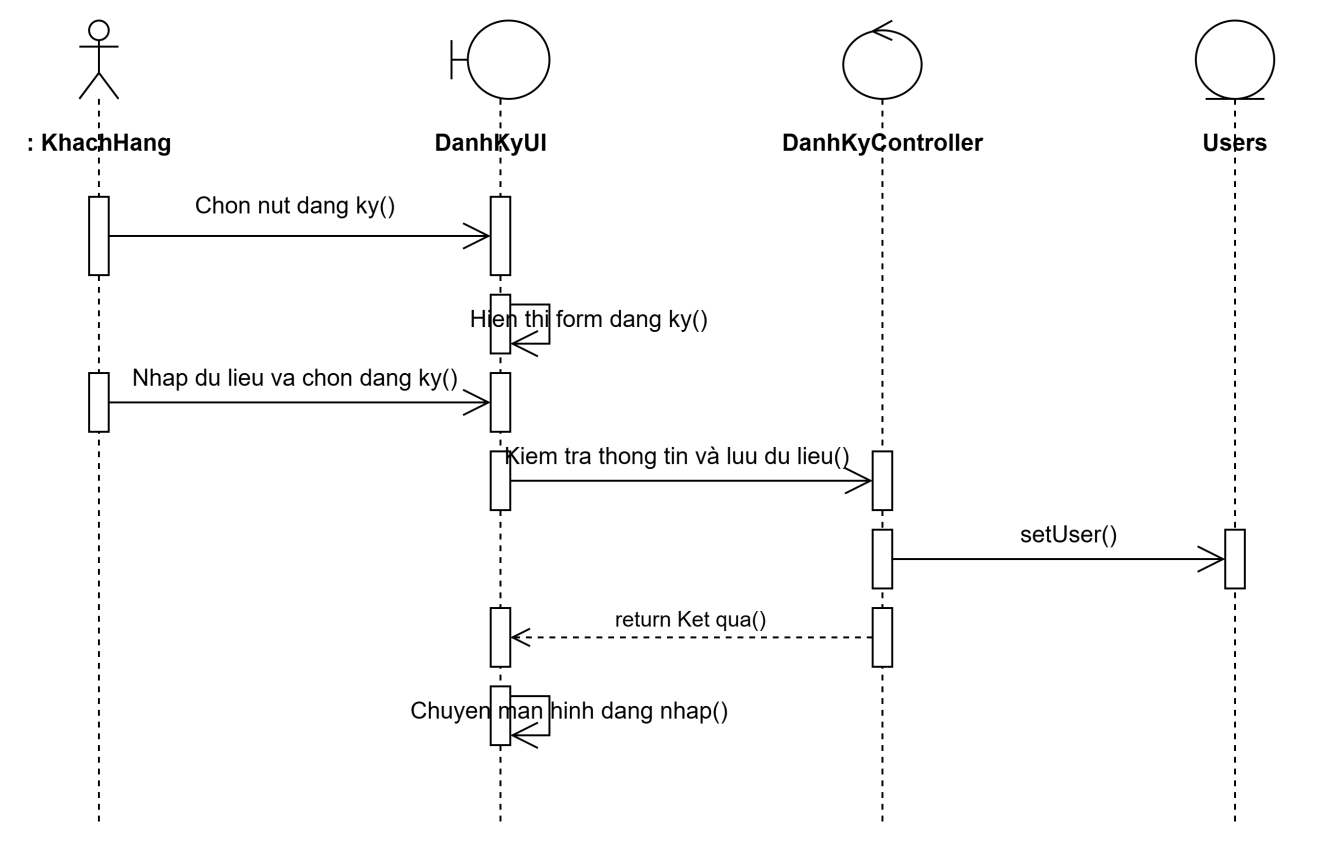 : KhachHang
DanhKyUI
DanhKyController
Users
Chon nut dang ky()
Hien thi form dang ky()
Nhap du lieu va chon dang ky()
Kiem tra thong tin và luu du lieu()
setUser()
return Ket qua()
Chuyen man hinh dang nhap()